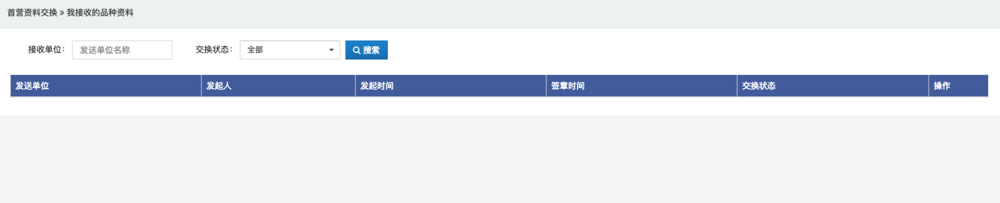 首营资料交换 » 我接收的品种资料
接收单位： 发送单位名称 交换状态： 全部 搜索
发送单位 发起人 发起时间 签章时间 交换状态 操作